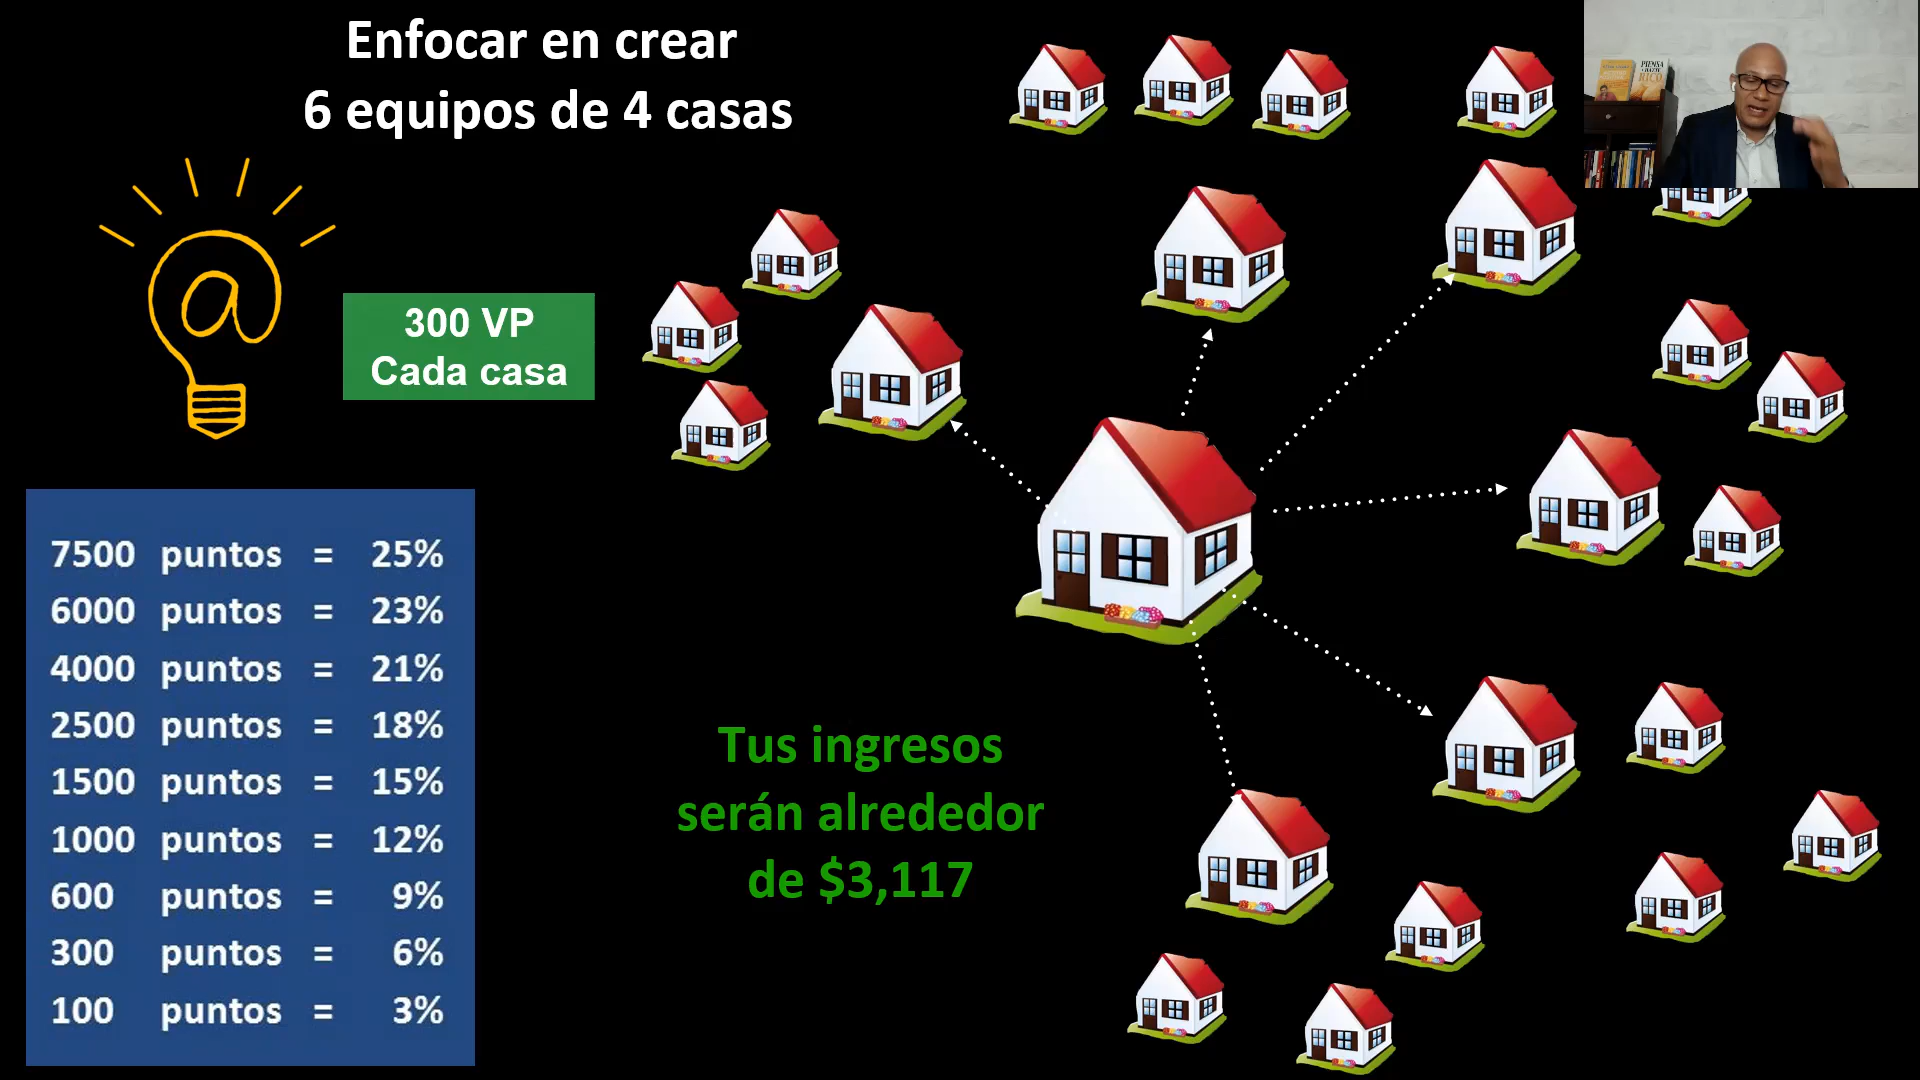 Enfocar en crear
6 equipos de 4 casas
300 VP
Cada casa
7500 puntos = 25%
6000 puntos = 23%
4000 puntos = 21%
2500 puntos = 18%
1500 puntos = 15%
1000 puntos = 12%
600 puntos = 9%
300 puntos = 6%
100 puntos = 3%
Tus ingresos
serán alrededor
de $3,117
PIENSA
RICO